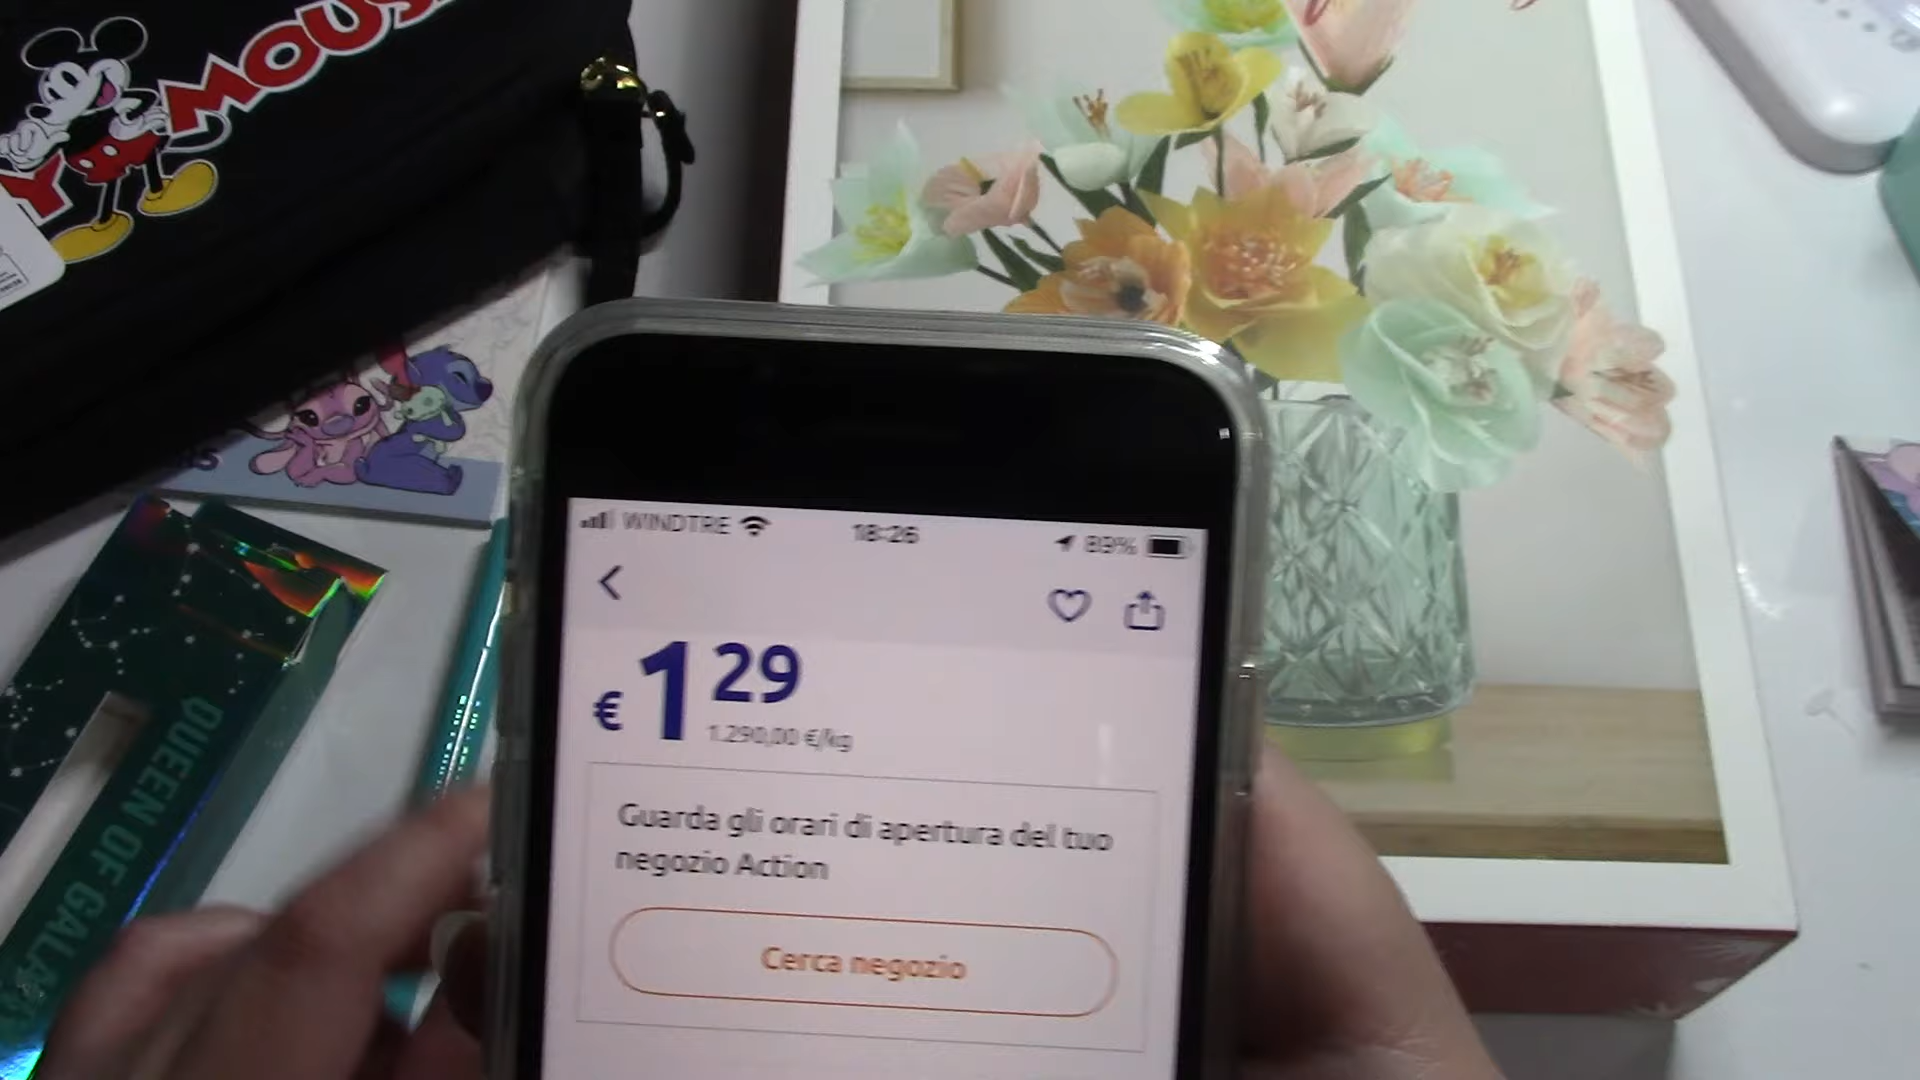 MOUS
Y
WINDTRE
18:26
89%
€ 1 29
1.290,00 €/kg
Guarda gli orari di apertura del tuo
negozio Action
Cerca negozio
QUEEN OF GALAX